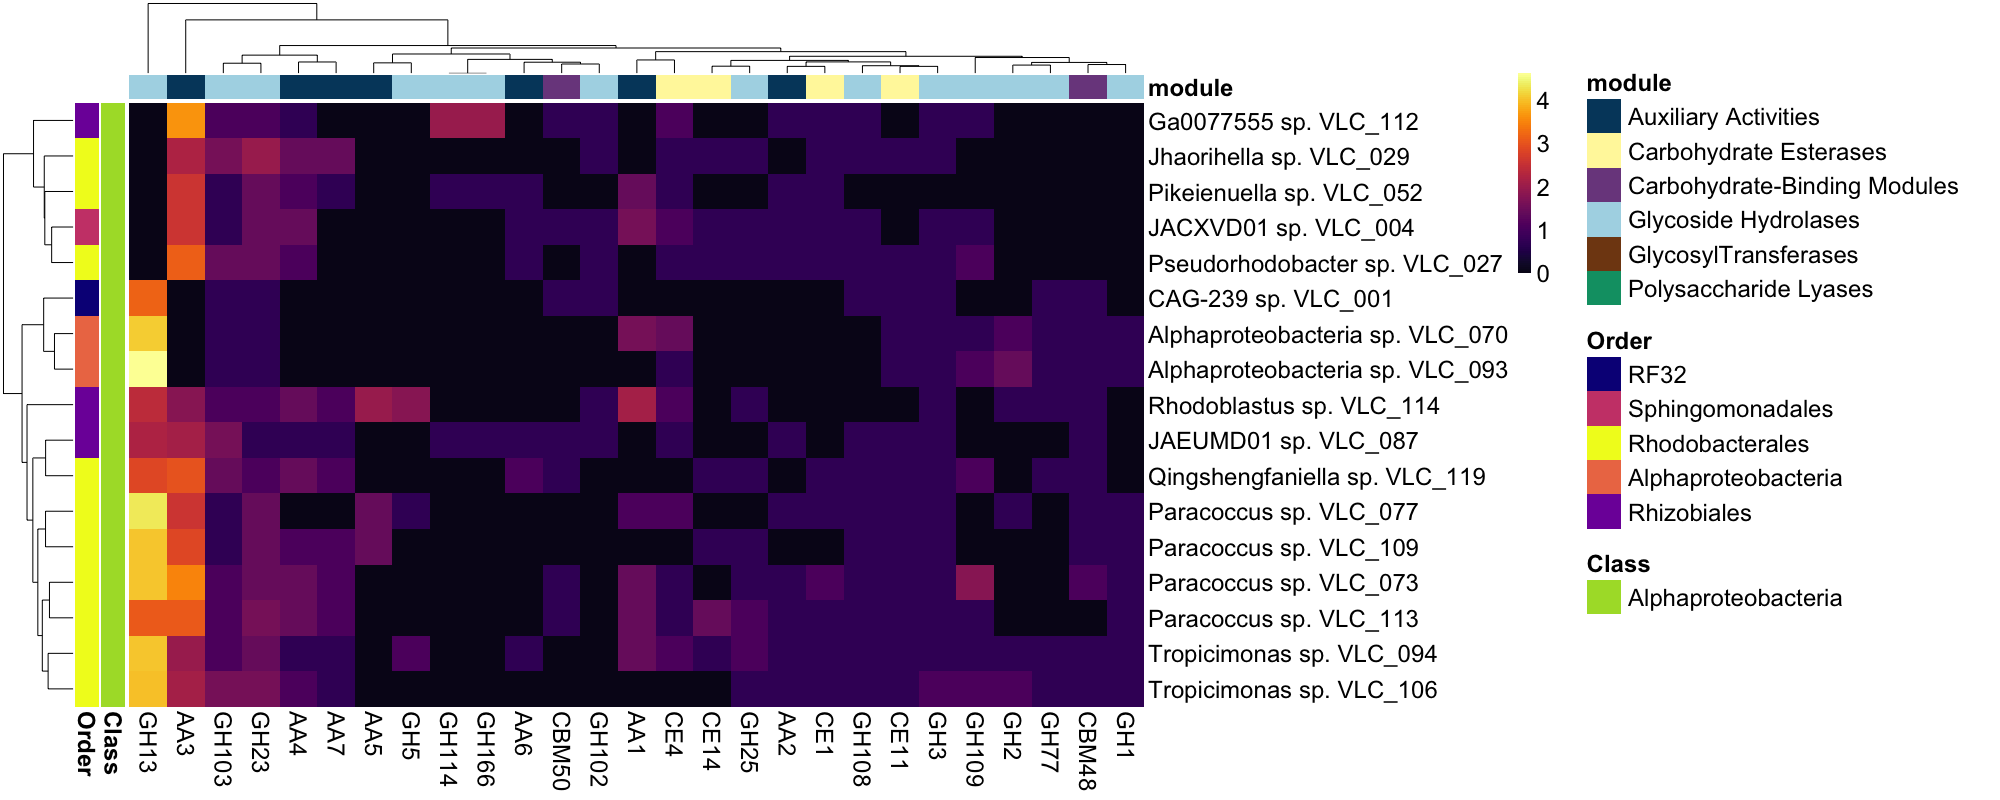 module
Ga0077555 sp. VLC_112
Jhaorihella sp. VLC_029
Pikeienuella sp. VLC_052
JACXVD01 sp. VLC_004
Pseudorhodobacter sp. VLC_027
CAG-239 sp. VLC_001
Alphaproteobacteria sp. VLC_070
Alphaproteobacteria sp. VLC_093
Rhodoblastus sp. VLC_114
JAEUMD01 sp. VLC_087
Qingshengfaniella sp. VLC_119
Paracoccus sp. VLC_077
Paracoccus sp. VLC_109
Paracoccus sp. VLC_073
Paracoccus sp. VLC_113
Tropicimonas sp. VLC_094
Tropicimonas sp. VLC_106
Order
Class
GH13
AA3
GH103
GH23
AA4
AA7
AA5
GH5
GH114
GH166
AA6
CBM50
GH102
AA1
CE4
CE14
GH25
AA2
CE1
GH108
CE11
GH3
GH109
GH2
GH77
CBM48
GH1
4
3
2
1
0
module
Auxiliary Activities
Carbohydrate Esterases
Carbohydrate-Binding Modules
Glycoside Hydrolases
GlycosylTransferases
Polysaccharide Lyases
Order
RF32
Sphingomonadales
Rhodobacterales
Alphaproteobacteria
Rhizobiales
Class
Alphaproteobacteria